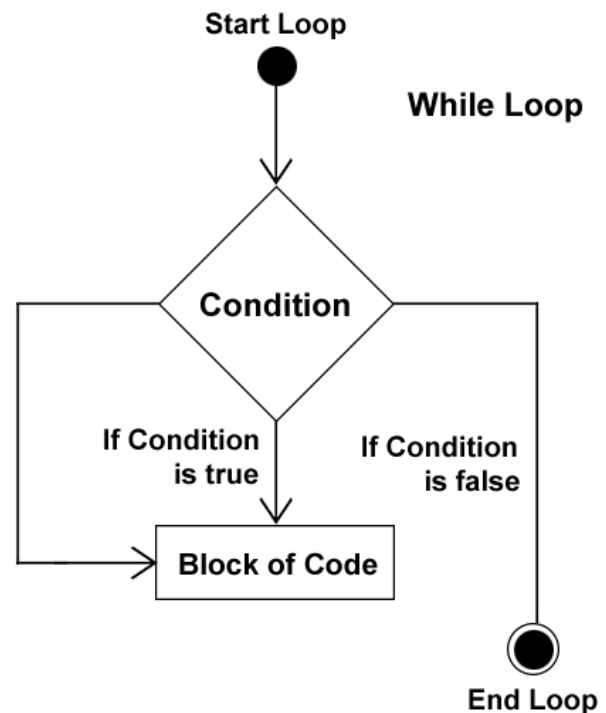 Start Loop
While Loop
Condition
If Condition
is true
If Condition
is false
Block of Code
End Loop